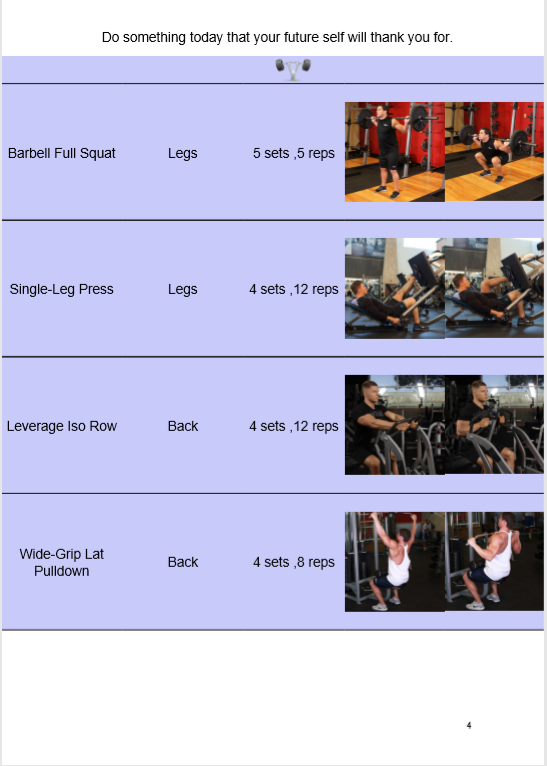 Do something today that your future self will thank you for.
Barbell Full Squat Legs 5 sets ,5 reps
Single-Leg Press Legs 4 sets ,12 reps
Leverage Iso Row Back 4 sets ,12 reps
Wide-Grip Lat
Pulldown Back 4 sets ,8 reps
4